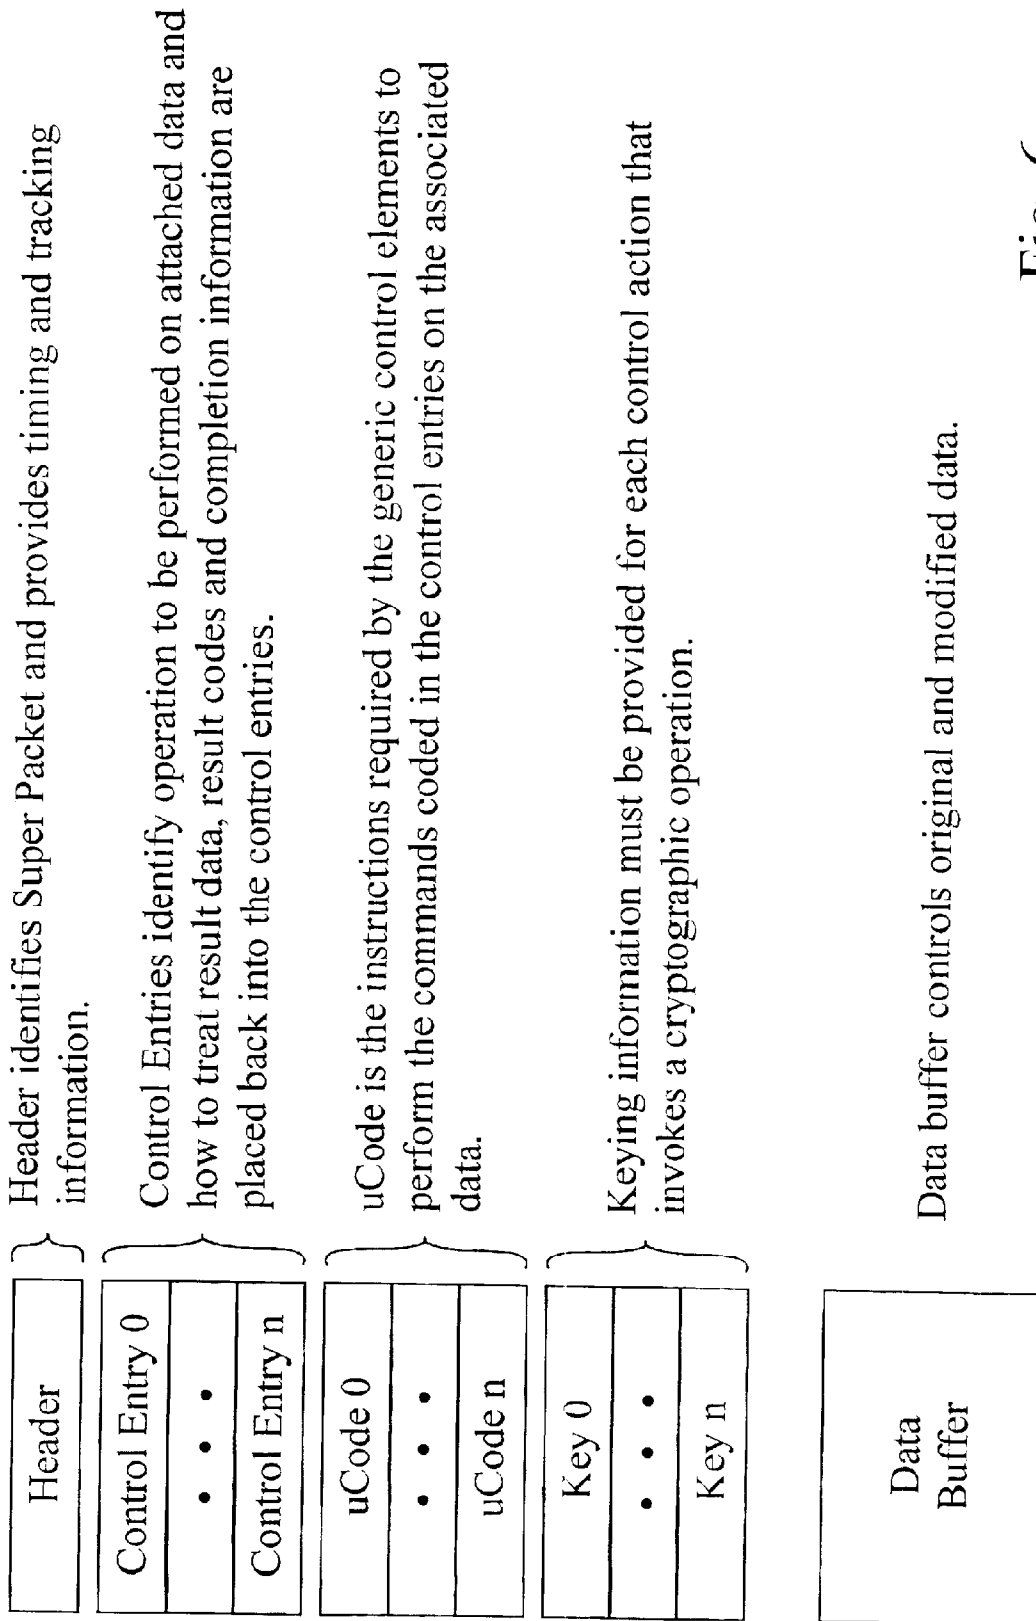 Header
Header identifies Super Packet and provides timing and tracking
information.
Control Entry 0
• • •
Control Entry n
Control Entries identify operation to be performed on attached data and
how to treat result data, result codes and completion information are
placed back into the control entries.
uCode 0
• • •
uCode n
uCode is the instructions required by the generic control elements to
perform the commands coded in the control entries on the associated
data.
Key 0
• • •
Key n
Keying information must be provided for each control action that
invokes a cryptographic operation.
Data
Buffer
Data buffer controls original and modified data.